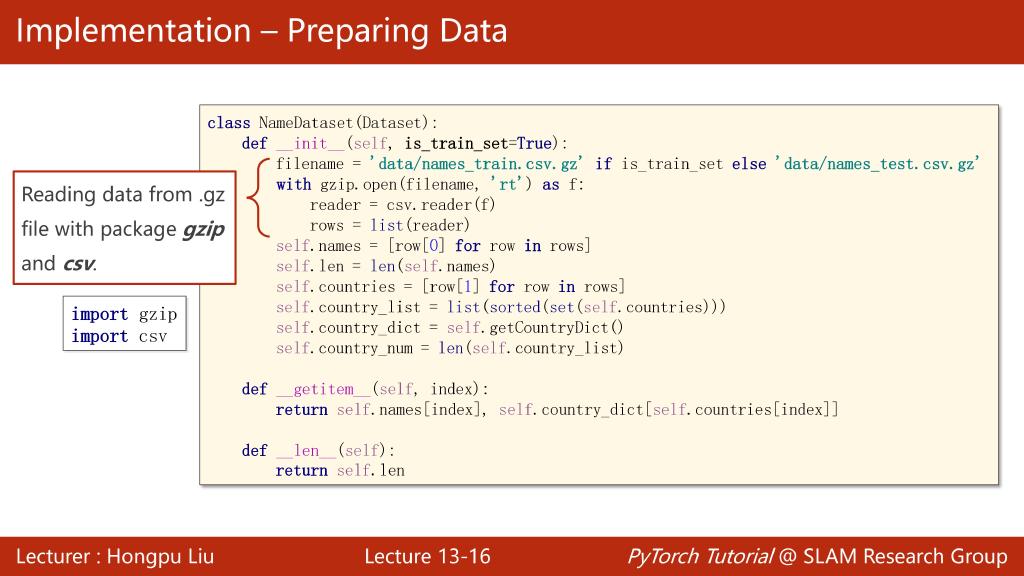 Implementation – Preparing Data
class NameDataset(Dataset):
    def __init__(self, is_train_set=True):
        filename = 'data/names_train.csv.gz' if is_train_set else 'data/names_test.csv.gz'
        with gzip.open(filename, 'rt') as f:
            reader = csv.reader(f)
            rows = list(reader)
        self.names = [row[0] for row in rows]
        self.len = len(self.names)
        self.countries = [row[1] for row in rows]
        self.country_list = list(sorted(set(self.countries)))
        self.country_dict = self.getCountryDict()
        self.country_num = len(self.country_list)
    def __getitem__(self, index):
        return self.names[index], self.country_dict[self.countries[index]]
    def __len__(self):
        return self.len
Reading data from .gz
file with package gzip
and csv.
import gzip
import csv
Lecturer : Hongpu Liu
Lecture 13-16
PyTorch Tutorial @ SLAM Research Group